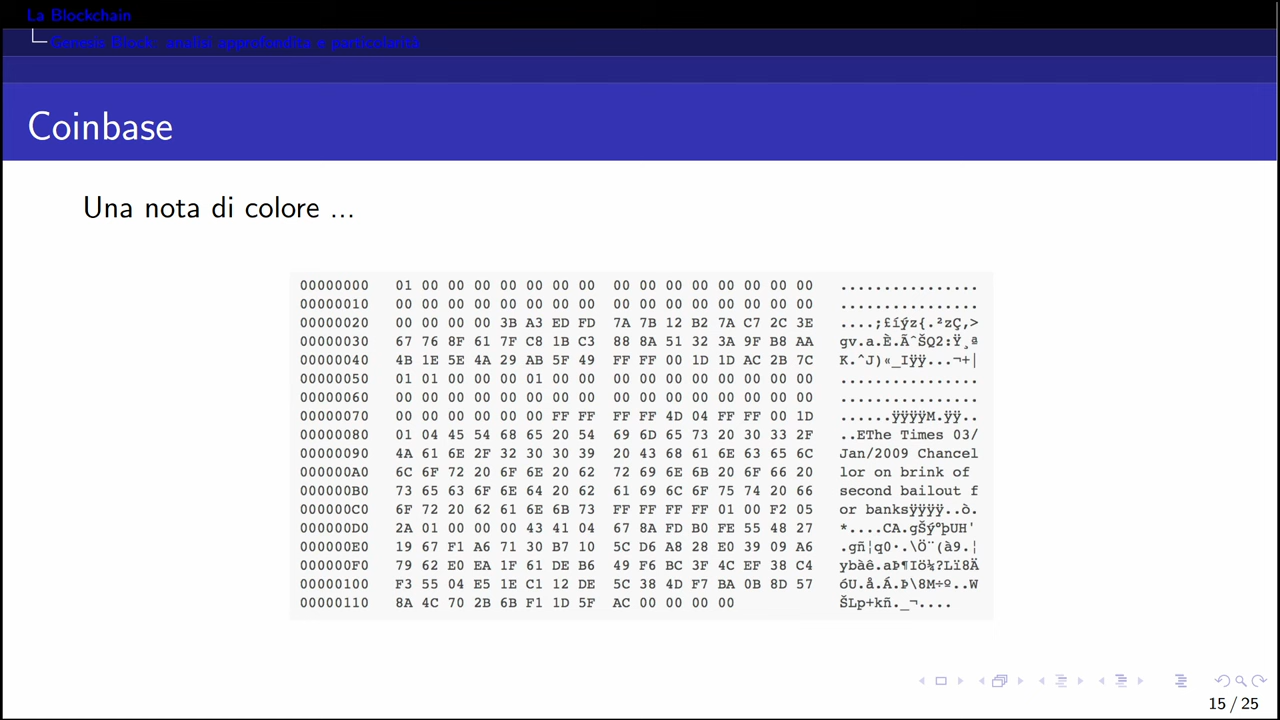 La Blockchain
Genesis Block: analisi approfondita e particolarità
Coinbase
Una nota di colore ...
00000000 01 00 00 00 00 00 00 00 00 00 00 00 00 00 00 00 ................
00000010 00 00 00 00 00 00 00 00 00 00 00 00 00 00 00 00 ................
00000020 00 00 00 00 3B A3 ED FD 7A 7B 12 B2 7A C7 2C 3E ....;£íýz{.²zÇ,>
00000030 67 76 8F 61 7F C8 1B C3 88 8A 51 32 3A 9F B8 AA gv.a.È.ÃˆŠQ2:Ÿ¸ª
00000040 4B 1E 5E 4A 29 AB 5F 49 FF FF 00 1D 1D AC 2B 7C K.^J)«_Iÿÿ...¬+|
00000050 01 01 00 00 00 01 00 00 00 00 00 00 00 00 00 00 ................
00000060 00 00 00 00 00 00 00 00 00 00 00 00 00 00 00 00 ................
00000070 00 00 00 00 00 00 FF FF FF FF 4D 04 FF FF 00 1D ......ÿÿÿÿM.ÿÿ..
00000080 01 04 45 54 68 65 20 54 69 6D 65 73 20 30 33 2F ..EThe Times 03/
00000090 4A 61 6E 2F 32 30 30 39 20 43 68 61 6E 63 65 6C Jan/2009 Chancel
000000A0 6C 6F 72 20 6F 6E 20 62 72 69 6E 6B 20 6F 66 20 lor on brink of
000000B0 73 65 63 6F 6E 64 20 62 61 69 6C 6F 75 74 20 66 second bailout f
000000C0 6F 72 20 62 61 6E 6B 73 FF FF FF FF 01 00 F2 05 or banksÿÿÿÿ..ò.
000000D0 2A 01 00 00 00 43 41 04 67 8A FD B0 FE 55 48 27 *....CA.gŠý°þUH'
000000E0 19 67 F1 A6 71 30 B7 10 5C D6 A8 28 E0 39 09 A6 .gñ¦q0·.\Ö¨(à9.¦
000000F0 79 62 E0 EA 1F 61 DE B6 49 F6 BC 3F 4C EF 38 C4 ybàê.aÞ¶Iö¼?Lï8Ä
00000100 F3 55 04 E5 1E C1 12 DE 5C 38 4D F7 BA 0B 8D 57 óU.å.Á.Þ\8M÷º..W
00000110 8A 4C 70 2B 6B F1 1D 5F AC 00 00 00 00 ŠLp+kñ._¬....
15 / 25